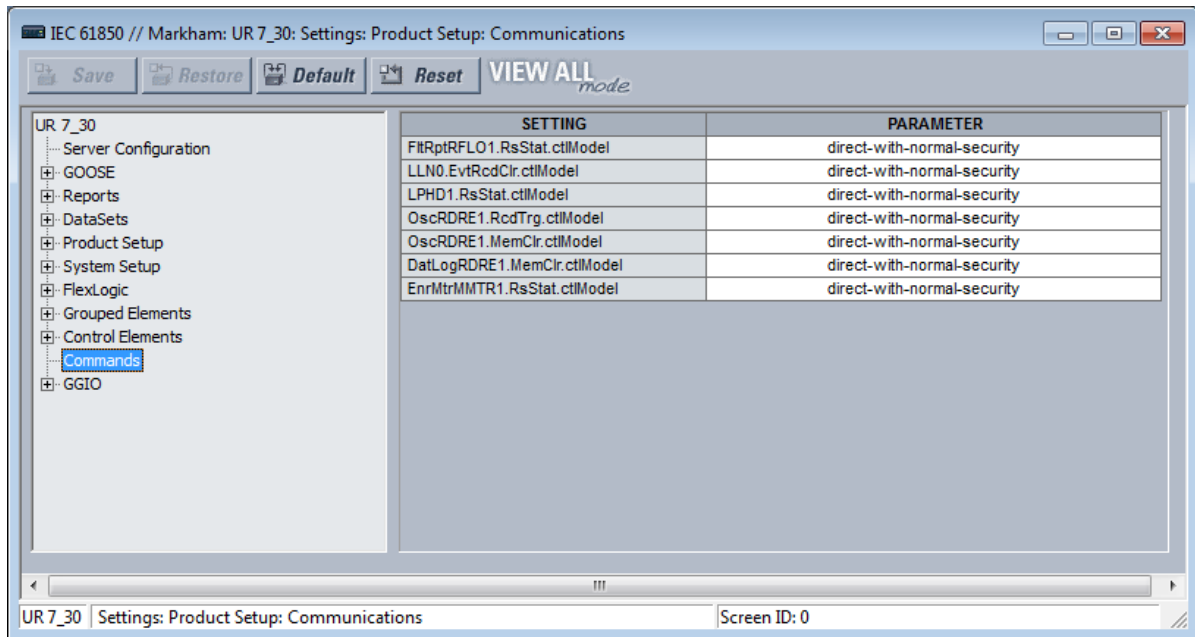 IEC 61850 // Markham: UR 7_30: Settings: Product Setup: Communications
Save Restore Default Reset VIEW ALL mode
UR 7_30
Server Configuration
GOOSE
Reports
DataSets
Product Setup
System Setup
FlexLogic
Grouped Elements
Control Elements
Commands
GGIO
SETTING PARAMETER
FltRptRFLO1.RsStat.ctlModel direct-with-normal-security
LLN0.EvtRcdClr.ctlModel direct-with-normal-security
LPHD1.RsStat.ctlModel direct-with-normal-security
OscRDRE1.RcdTrg.ctlModel direct-with-normal-security
OscRDRE1.MemClr.ctlModel direct-with-normal-security
DatLogRDRE1.MemClr.ctlModel direct-with-normal-security
EnrMtrMMTR1.RsStat.ctlModel direct-with-normal-security
UR 7_30 Settings: Product Setup: Communications Screen ID: 0